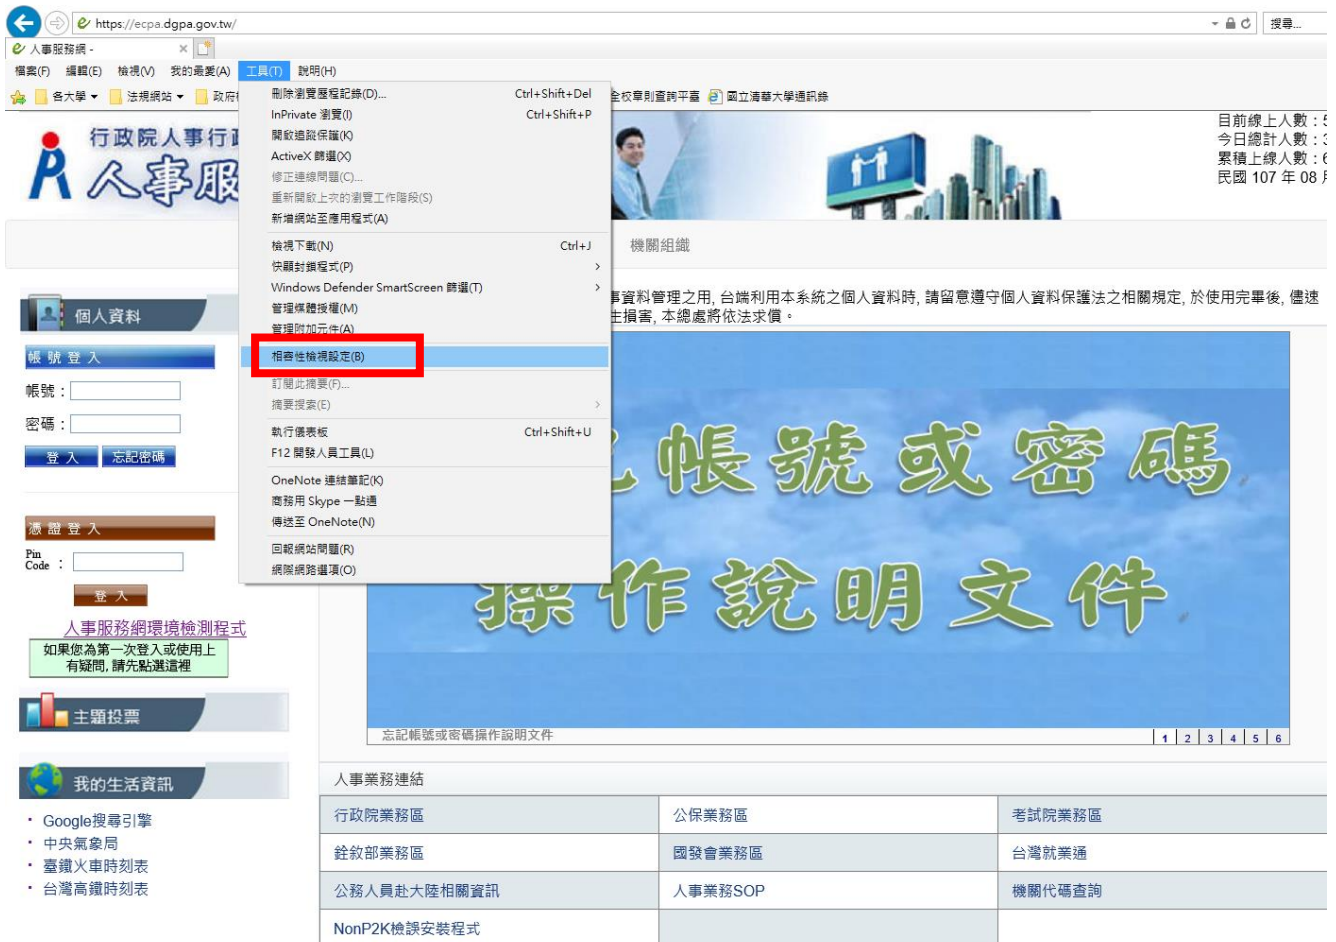 https://ecpa.dgpa.gov.tw/
搜尋...
人事服務網 -
檔案(F) 編輯(E) 檢視(V) 我的最愛(A) 工具(T) 說明(H)
各大學 法規網站 政府 全校章則查詢平臺 國立清華大學通訊錄
刪除瀏覽歷程記錄(D)... Ctrl+Shift+Del
InPrivate 瀏覽(I) Ctrl+Shift+P
開啟追蹤保護(K)
ActiveX 篩選(X)
修正連線問題(C)...
重新開啟上次的瀏覽工作階段(S)
新增網站至應用程式(A)
檢視下載(N) Ctrl+J
快顯封鎖程式(P)
Windows Defender SmartScreen 篩選(T)
管理媒體授權(M)
管理附加元件(A)
相容性檢視設定(B)
訂閱此摘要(F)...
摘要探索(E)
執行儀表板 Ctrl+Shift+U
F12 開發人員工具(L)
OneNote 連結筆記(K)
商務用 Skype 一點通
傳送至 OneNote(N)
回報網站問題(R)
網際網路選項(O)
行政院人事行政
人事服
目前線上人數：5
今日總計人數：3
累積上線人數：6
民國 107 年 08 月
機關組織
事資料管理之用, 台端利用本系統之個人資料時, 請留意遵守個人資料保護法之相關規定, 於使用完畢後, 儘速
生損害, 本總處將依法求償。
個人資料
帳號登入
帳號：
密碼：
登入 忘記密碼
憑證登入
Pin
Code ：
登入
人事服務網環境檢測程式
如果您為第一次登入或使用上
有疑問, 請先點選這裡
主題投票
我的生活資訊
Google搜尋引擎
中央氣象局
臺鐵火車時刻表
台灣高鐵時刻表
帳號或密碼
操作說明文件
忘記帳號或密碼操作說明文件
1 2 3 4 5 6
人事業務連結
行政院業務區 公保業務區 考試院業務區
銓敘部業務區 國發會業務區 台灣就業通
公務人員赴大陸相關資訊 人事業務SOP 機關代碼查詢
NonP2K檢誤安裝程式